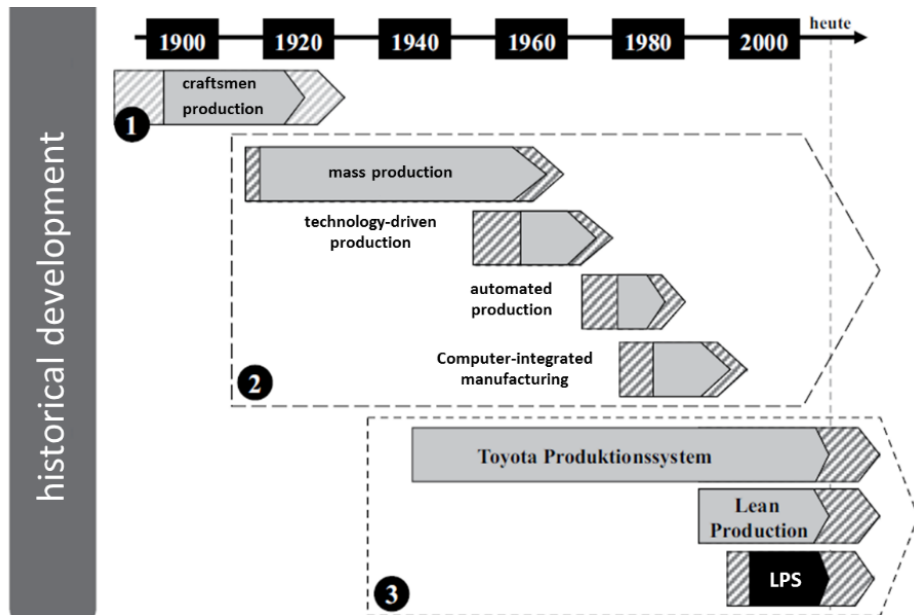 historical development
heute
1900 1920 1940 1960 1980 2000
craftsmen
production
1
mass production
technology-driven
production
automated
production
Computer-integrated
manufacturing
2
Toyota Produktionssystem
Lean
Production
LPS
3